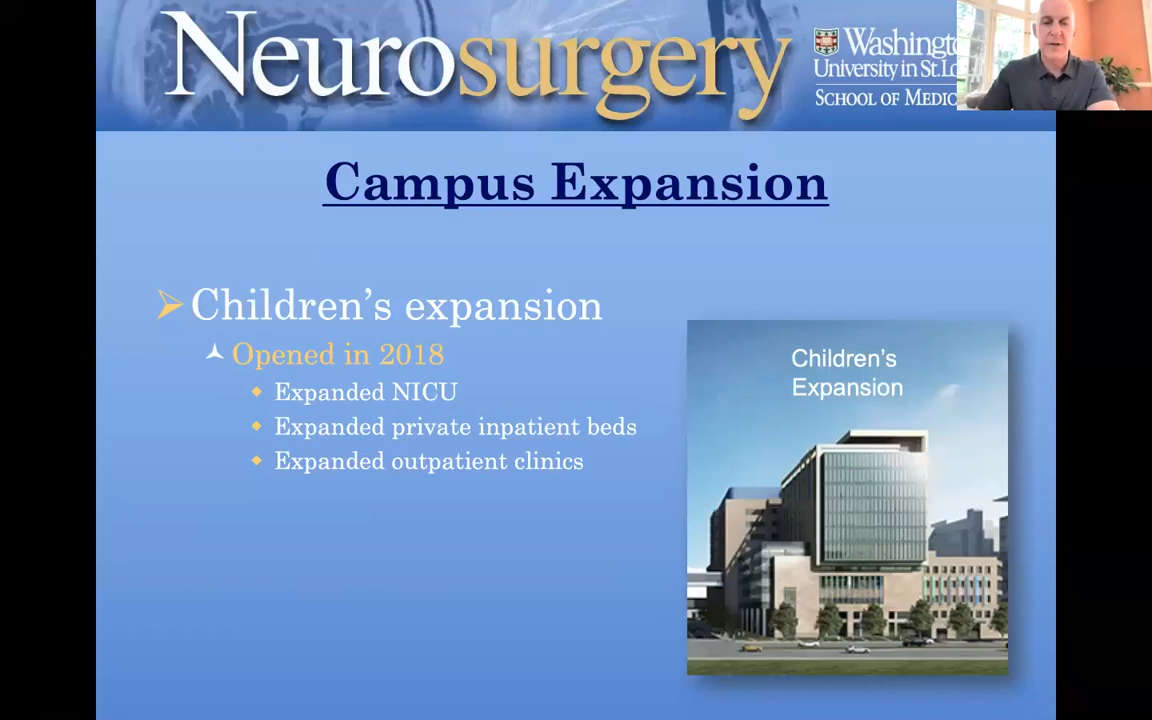 Neurosurgery
Washingt
University in St. Lo
SCHOOL OF MEDIC
Campus Expansion
Children's expansion
Opened in 2018
Expanded NICU
Expanded private inpatient beds
Expanded outpatient clinics
Children's
Expansion